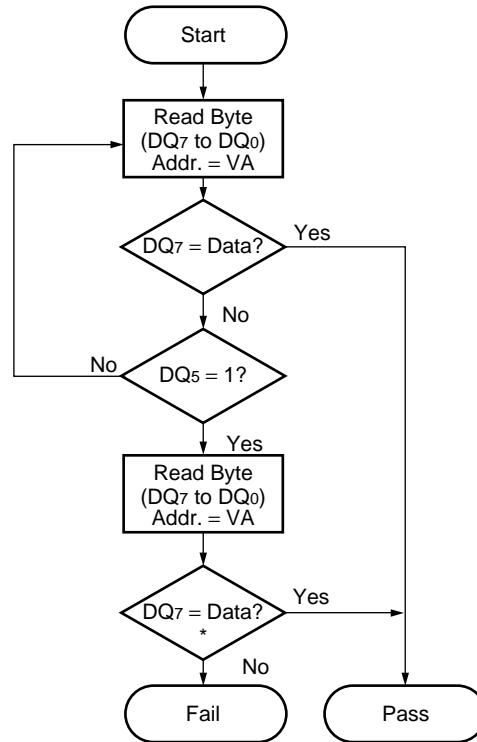 Start
Read Byte
(DQ7 to DQ0)
Addr. = VA
DQ7 = Data?
Yes
No
DQ5 = 1?
No
Yes
Read Byte
(DQ7 to DQ0)
Addr. = VA
DQ7 = Data?
*
Yes
No
Fail
Pass